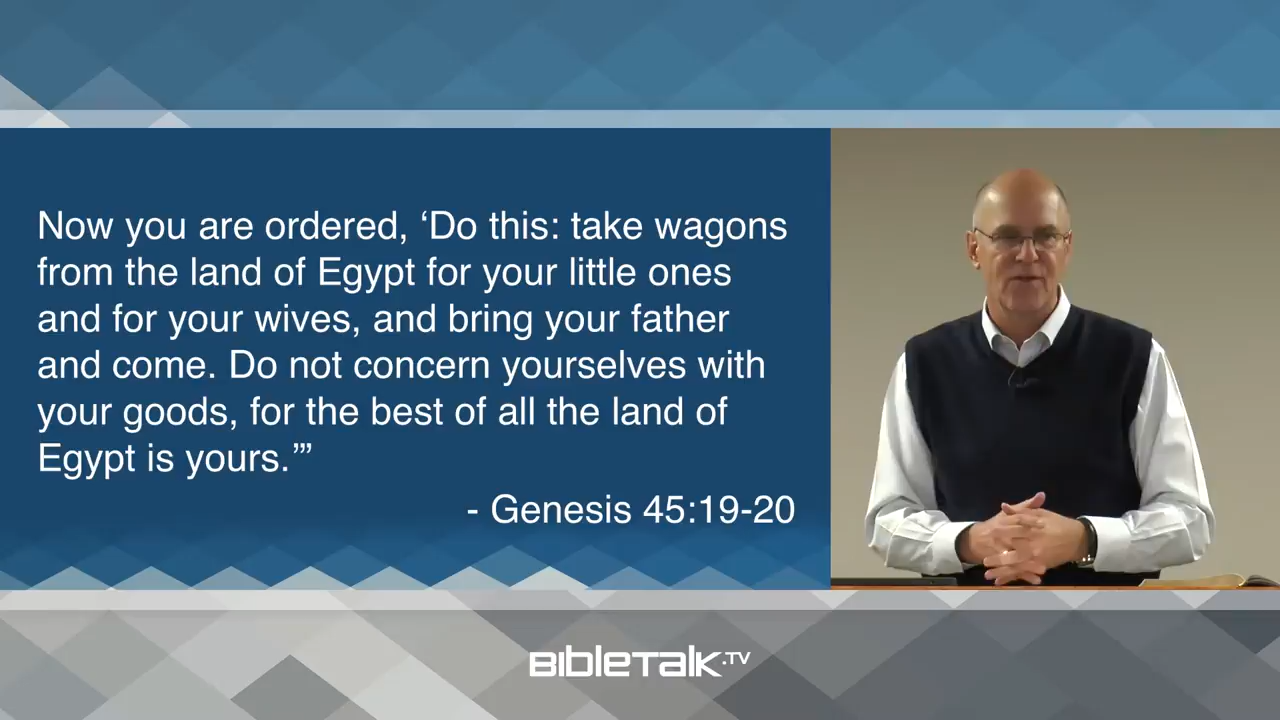 Now you are ordered, ‘Do this: take wagons
from the land of Egypt for your little ones
and for your wives, and bring your father
and come. Do not concern yourselves with
your goods, for the best of all the land of
Egypt is yours.’”
- Genesis 45:19-20
BIBLETALK.TV